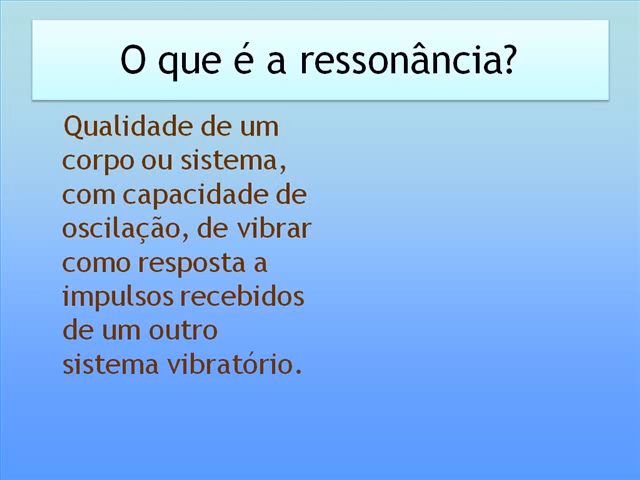 O que é a ressonância?
Qualidade de um
corpo ou sistema,
com capacidade de
oscilação, de vibrar
como resposta a
impulsos recebidos
de um outro
sistema vibratório.